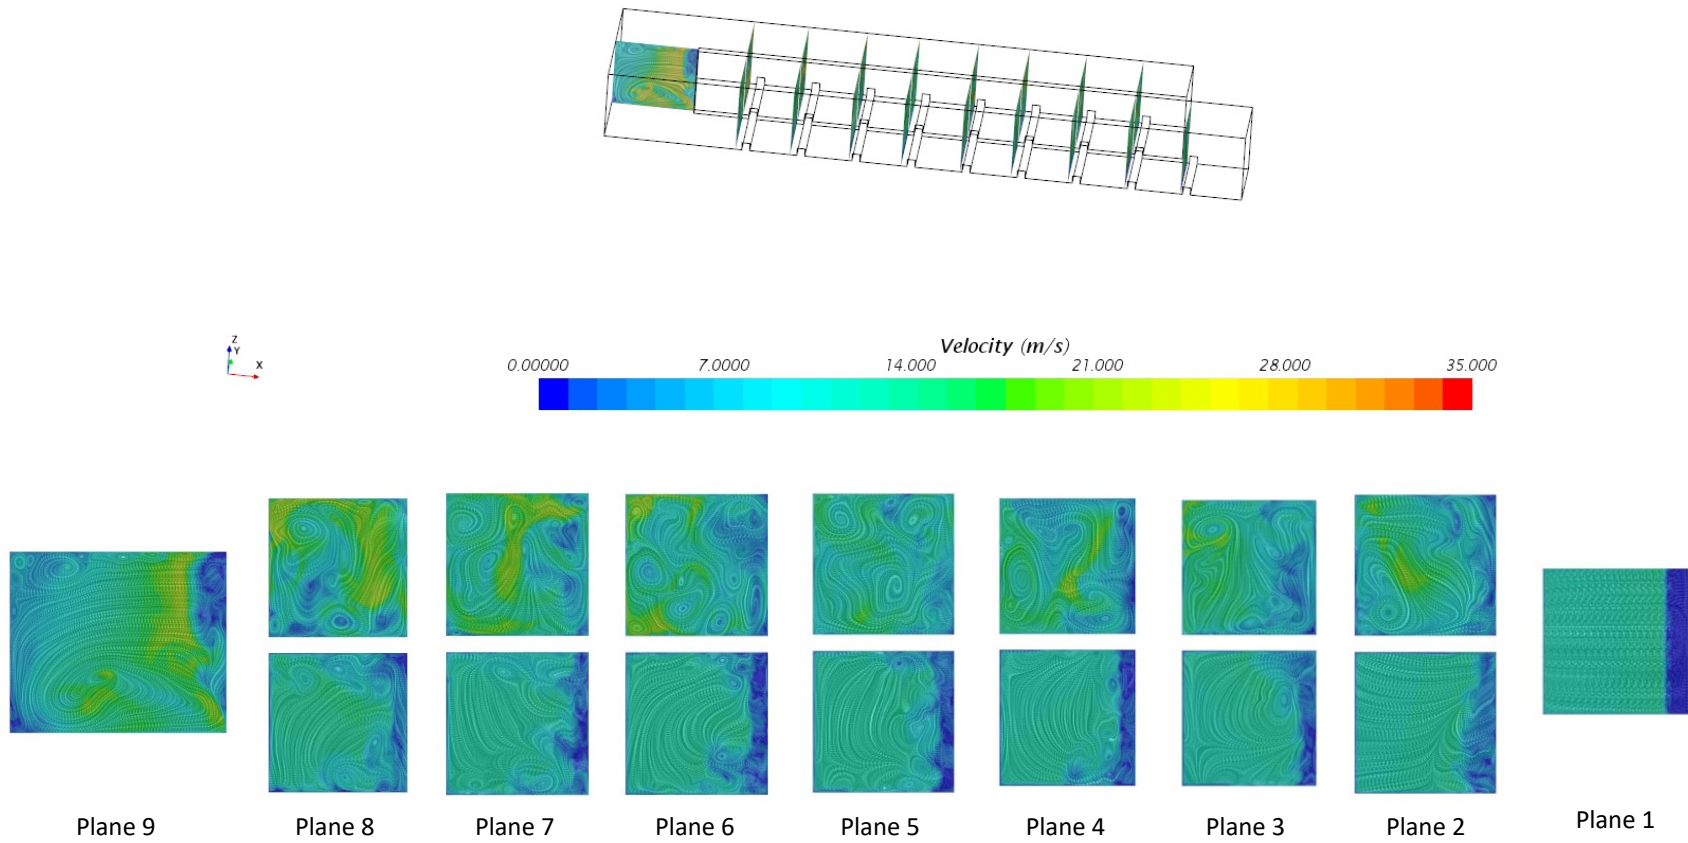 Z
Y
X
Velocity (m/s)
0.00000 7.0000 14.000 21.000 28.000 35.000
Plane 9 Plane 8 Plane 7 Plane 6 Plane 5 Plane 4 Plane 3 Plane 2 Plane 1